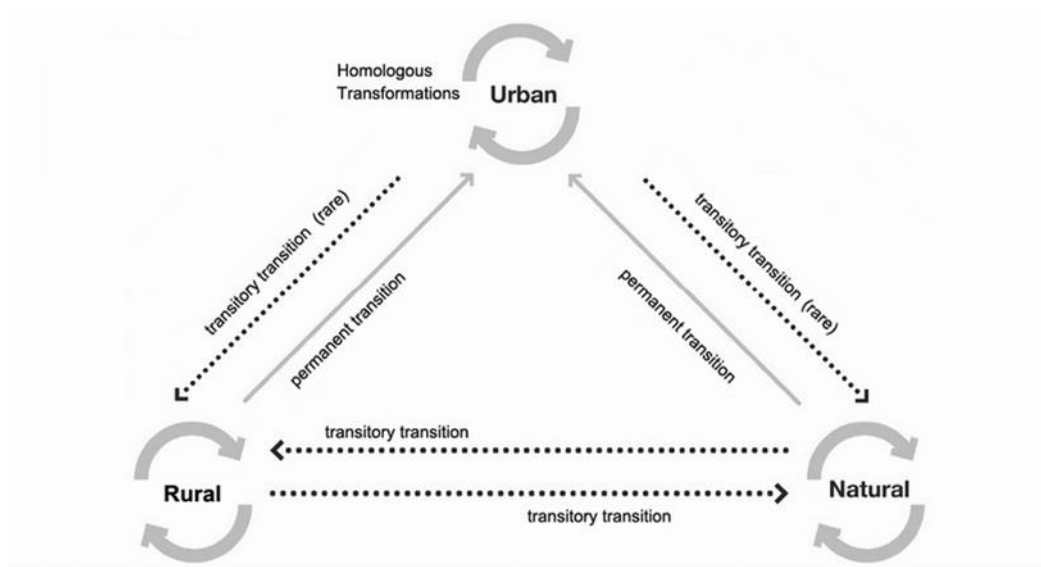 Homologous
Transformations
Urban
transitory transition (rare)
permanent transition
permanent transition
transitory transition (rare)
transitory transition
Rural
Natural
transitory transition